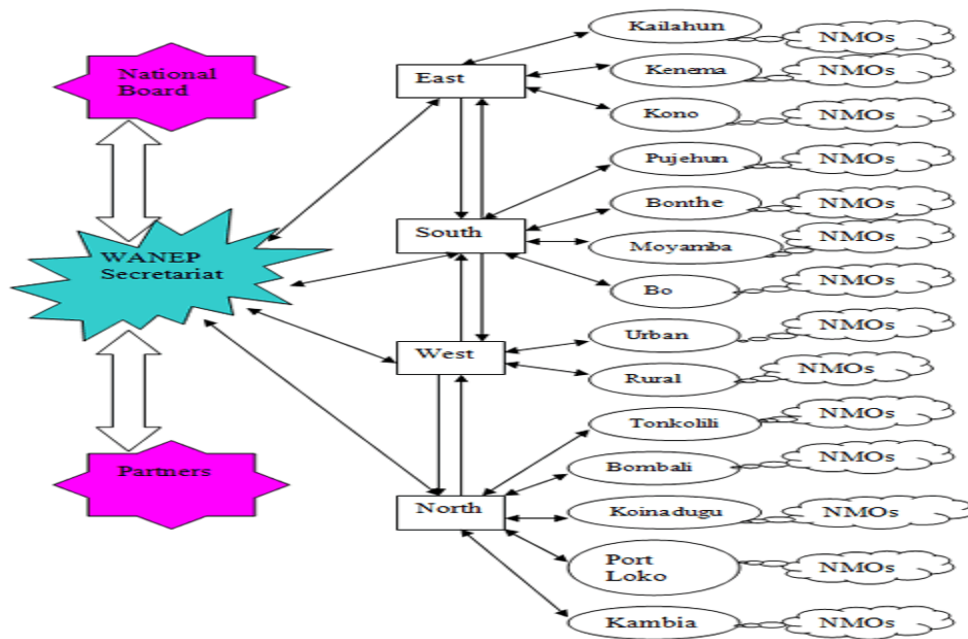 National
Board
WANEP
Secretariat
Partners
East
South
West
North
Kailahun
NMOs
Kenema
NMOs
Kono
NMOs
Pujehun
NMOs
Bonthe
NMOs
Moyamba
NMOs
Bo
NMOs
Urban
NMOs
Rural
NMOs
Tonkolili
NMOs
Bombali
NMOs
Koinadugu
NMOs
Port
Loko
NMOs
Kambia
NMOs